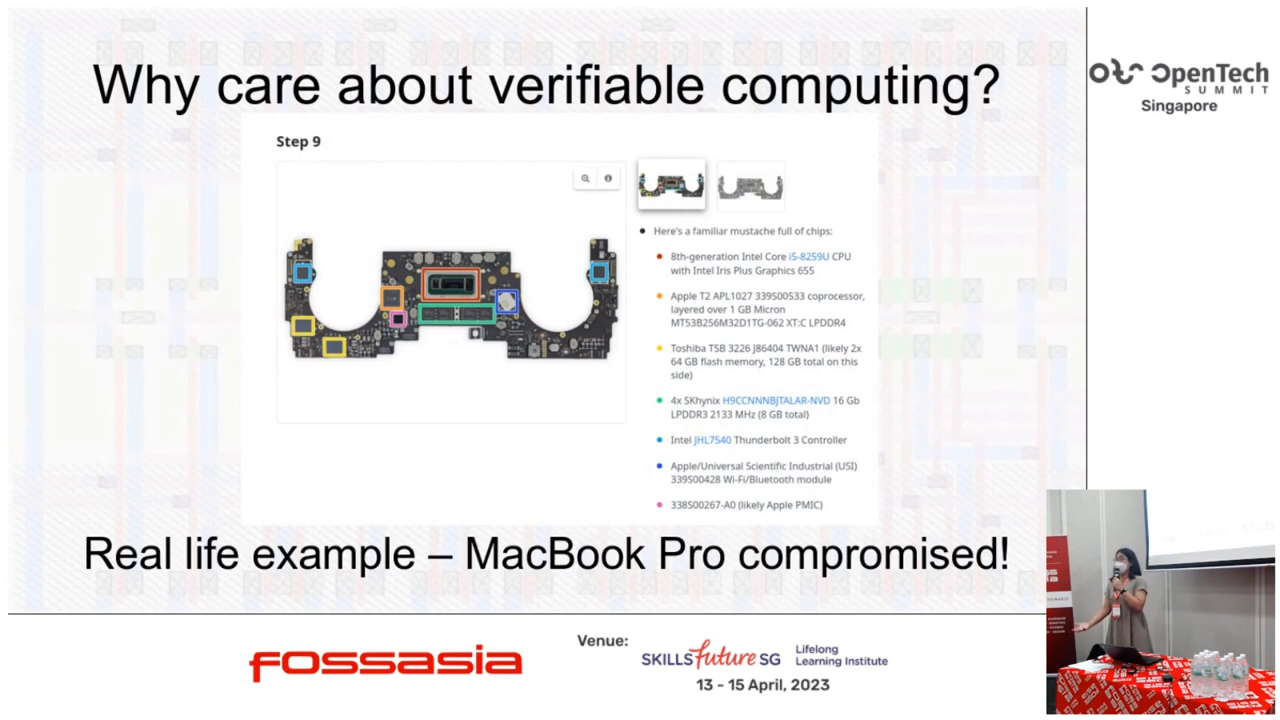 Why care about verifiable computing?
OpenTech
SUMMIT
Singapore
Step 9
Here's a familiar mustache full of chips:
8th-generation Intel Core i5-8259U CPU
with Intel Iris Plus Graphics 655
Apple T2 APL1027 339S00533 coprocessor,
layered over 1 GB Micron
MT53B256M32D1TG-062 XT:C LPDDR4
Toshiba TSB 3226 J86404 TWNA1 (likely 2x
64 GB flash memory, 128 GB total on this
side)
4x SKhynix H9CCNNNBJTALAR-NVD 16 Gb
LPDDR3 2133 MHz (8 GB total)
Intel JHL7540 Thunderbolt 3 Controller
Apple/Universal Scientific Industrial (USI)
339S00428 Wi-Fi/Bluetooth module
338S00267-A0 (likely Apple PMIC)
Real life example – MacBook Pro compromised!
fossasia
Venue:
SKILLS future SG
Lifelong
Learning Institute
13 - 15 April, 2023